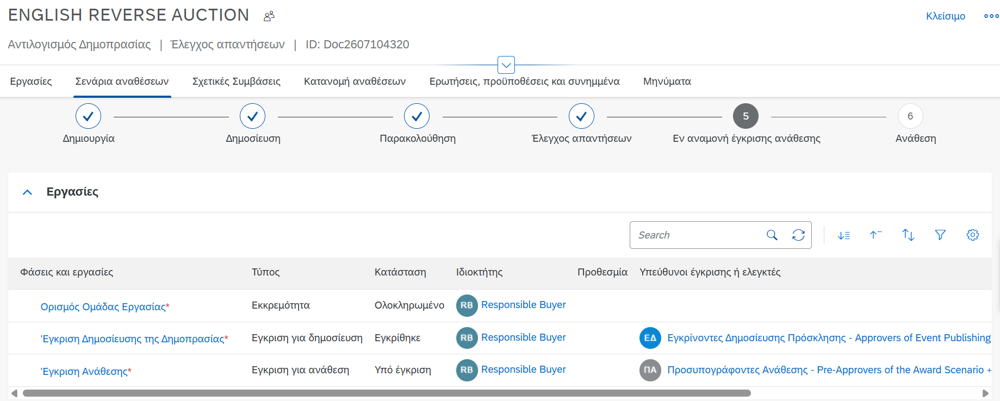 ENGLISH REVERSE AUCTION
Κλείσιμο
Αντιλογισμός Δημοπρασίας | Έλεγχος απαντήσεων | ID: Doc2607104320
Εργασίες Σενάρια αναθέσεων Σχετικές Συμβάσεις Κατανομή αναθέσεων Ερωτήσεις, προϋποθέσεις και συνημμένα Μηνύματα
5 6
Δημιουργία Δημοσίευση Παρακολούθηση Έλεγχος απαντήσεων Εν αναμονή έγκρισης ανάθεσης Ανάθεση
Εργασίες
Search
Φάσεις και εργασίες Τύπος Κατάσταση Ιδιοκτήτης Προθεσμία Υπεύθυνοι έγκρισης ή ελεγκτές
Ορισμός Ομάδας Εργασίας* Εκκρεμότητα Ολοκληρωμένο RB Responsible Buyer
'Εγκριση Δημοσίευσης της Δημοπρασίας* Έγκριση για δημοσίευση Εγκρίθηκε RB Responsible Buyer ΕΔ Εγκρίνοντες Δημοσίευσης Πρόσκλησης - Approvers of Event Publishing
'Εγκριση Ανάθεσης* Έγκριση για ανάθεση Υπό έγκριση RB Responsible Buyer ΠΑ Προσυπογράφοντες Ανάθεσης - Pre-Approvers of the Award Scenario +